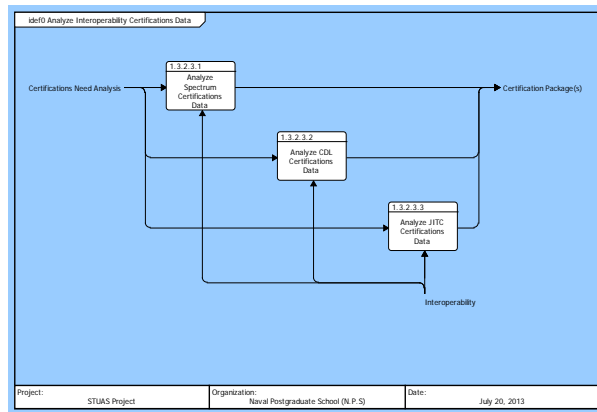 idef0 Analyze Interoperability Certifications Data
1.3.2.3.1
Analyze
Spectrum
Certifications
Data
Certifications Need Analysis
Certification Package(s)
1.3.2.3.2
Analyze CDL
Certifications
Data
1.3.2.3.3
Analyze JITC
Certifications
Data
Interoperability
Project:
STUAS Project
Organization:
Naval Postgraduate School (N.P.S)
Date:
July 20, 2013